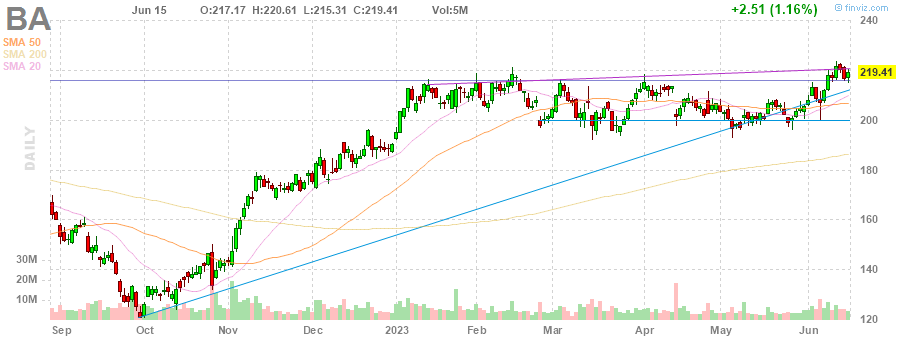 BA
Jun 15 O:217.17 H:220.61 L:215.31 C:219.41 Vol:5M +2.51 (1.16%)
© finviz.com
SMA 50
SMA 200
SMA 20
DAILY
240
219.41
200
180
160
140
120
30M
20M
10M
Sep Oct Nov Dec 2023 Feb Mar Apr May Jun